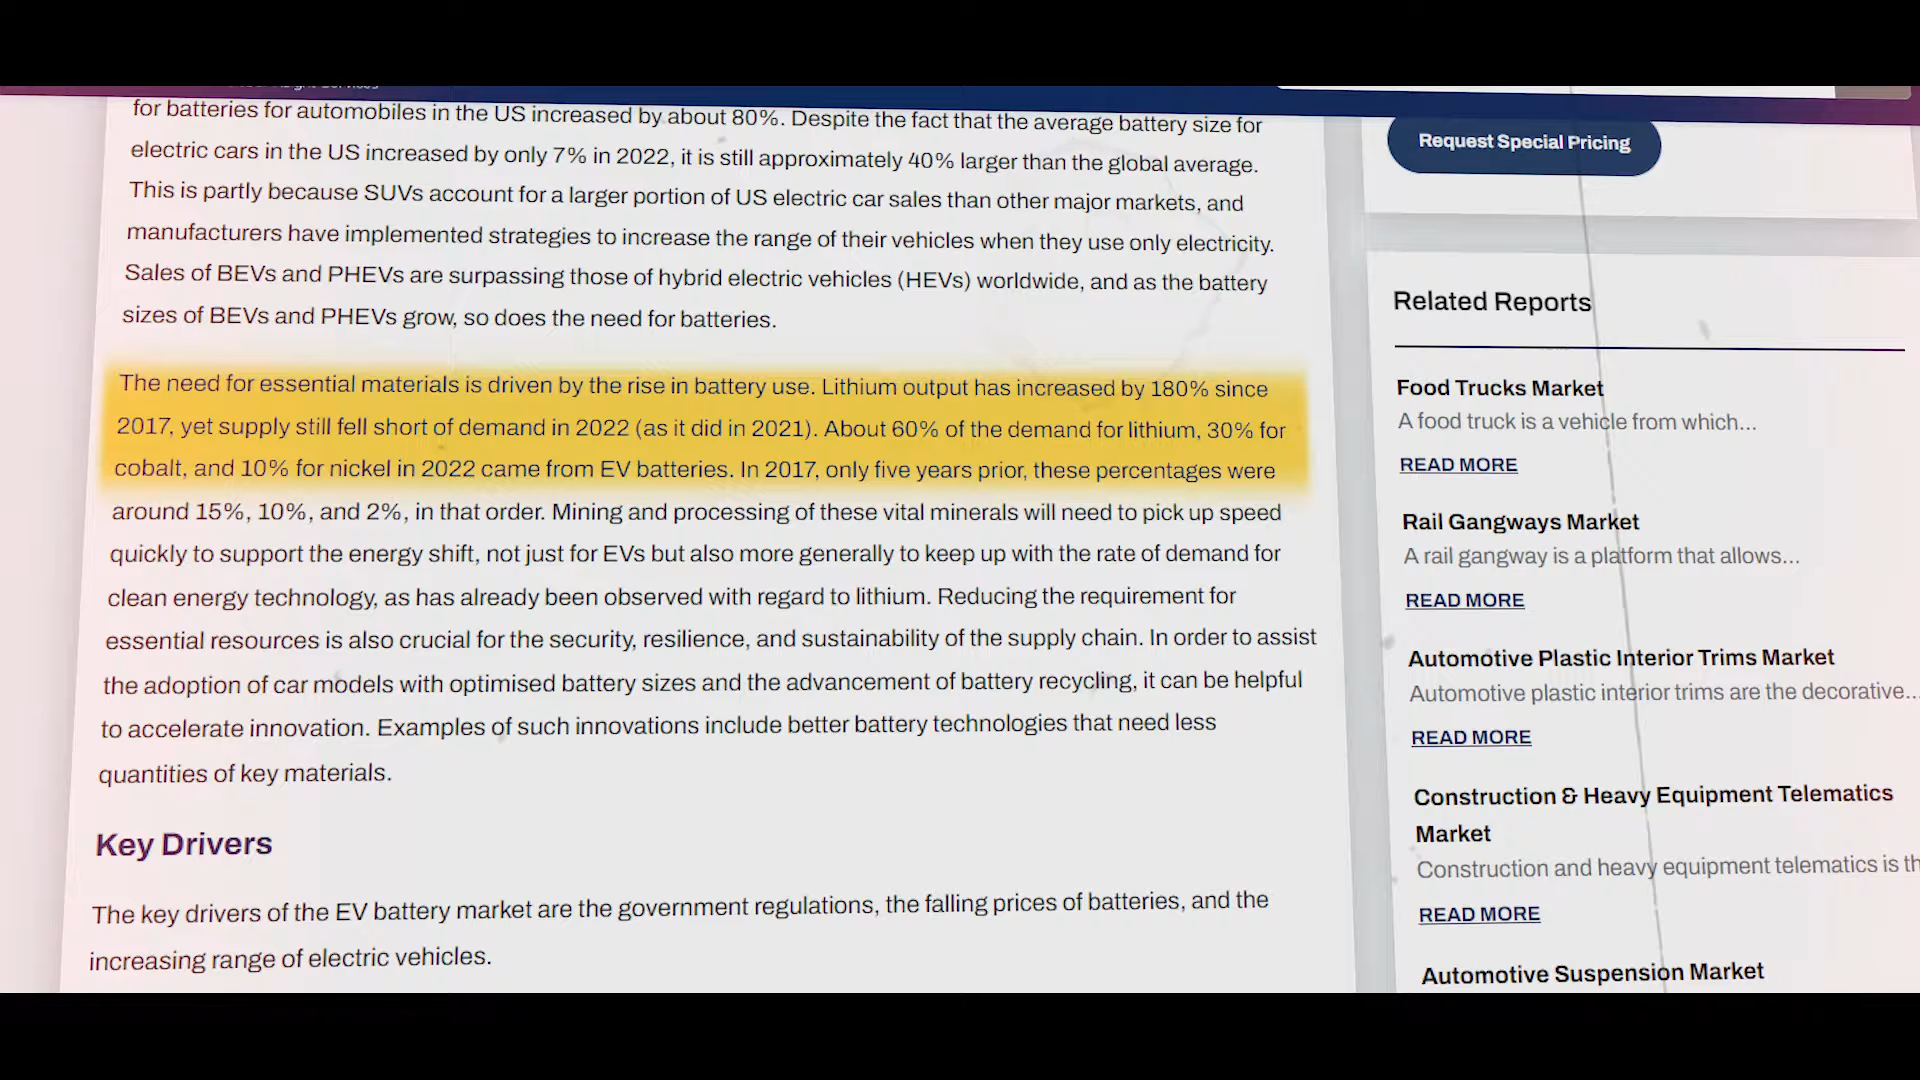 for batteries for automobiles in the US increased by about 80%. Despite the fact that the average battery size for
electric cars in the US increased by only 7% in 2022, it is still approximately 40% larger than the global average.
This is partly because SUVs account for a larger portion of US electric car sales than other major markets, and
manufacturers have implemented strategies to increase the range of their vehicles when they use only electricity.
Sales of BEVs and PHEVs are surpassing those of hybrid electric vehicles (HEVs) worldwide, and as the battery
sizes of BEVs and PHEVs grow, so does the need for batteries.
The need for essential materials is driven by the rise in battery use. Lithium output has increased by 180% since
2017, yet supply still fell short of demand in 2022 (as it did in 2021). About 60% of the demand for lithium, 30% for
cobalt, and 10% for nickel in 2022 came from EV batteries. In 2017, only five years prior, these percentages were
around 15%, 10%, and 2%, in that order. Mining and processing of these vital minerals will need to pick up speed
quickly to support the energy shift, not just for EVs but also more generally to keep up with the rate of demand for
clean energy technology, as has already been observed with regard to lithium. Reducing the requirement for
essential resources is also crucial for the security, resilience, and sustainability of the supply chain. In order to assist
the adoption of car models with optimised battery sizes and the advancement of battery recycling, it can be helpful
to accelerate innovation. Examples of such innovations include better battery technologies that need less
quantities of key materials.
Key Drivers
The key drivers of the EV battery market are the government regulations, the falling prices of batteries, and the
increasing range of electric vehicles.
Request Special Pricing
Related Reports
Food Trucks Market
A food truck is a vehicle from which...
READ MORE
Rail Gangways Market
A rail gangway is a platform that allows...
READ MORE
Automotive Plastic Interior Trims Market
Automotive plastic interior trims are the decorative...
READ MORE
Construction & Heavy Equipment Telematics
Market
Construction and heavy equipment telematics is
READ MORE
Automotive Suspension Market